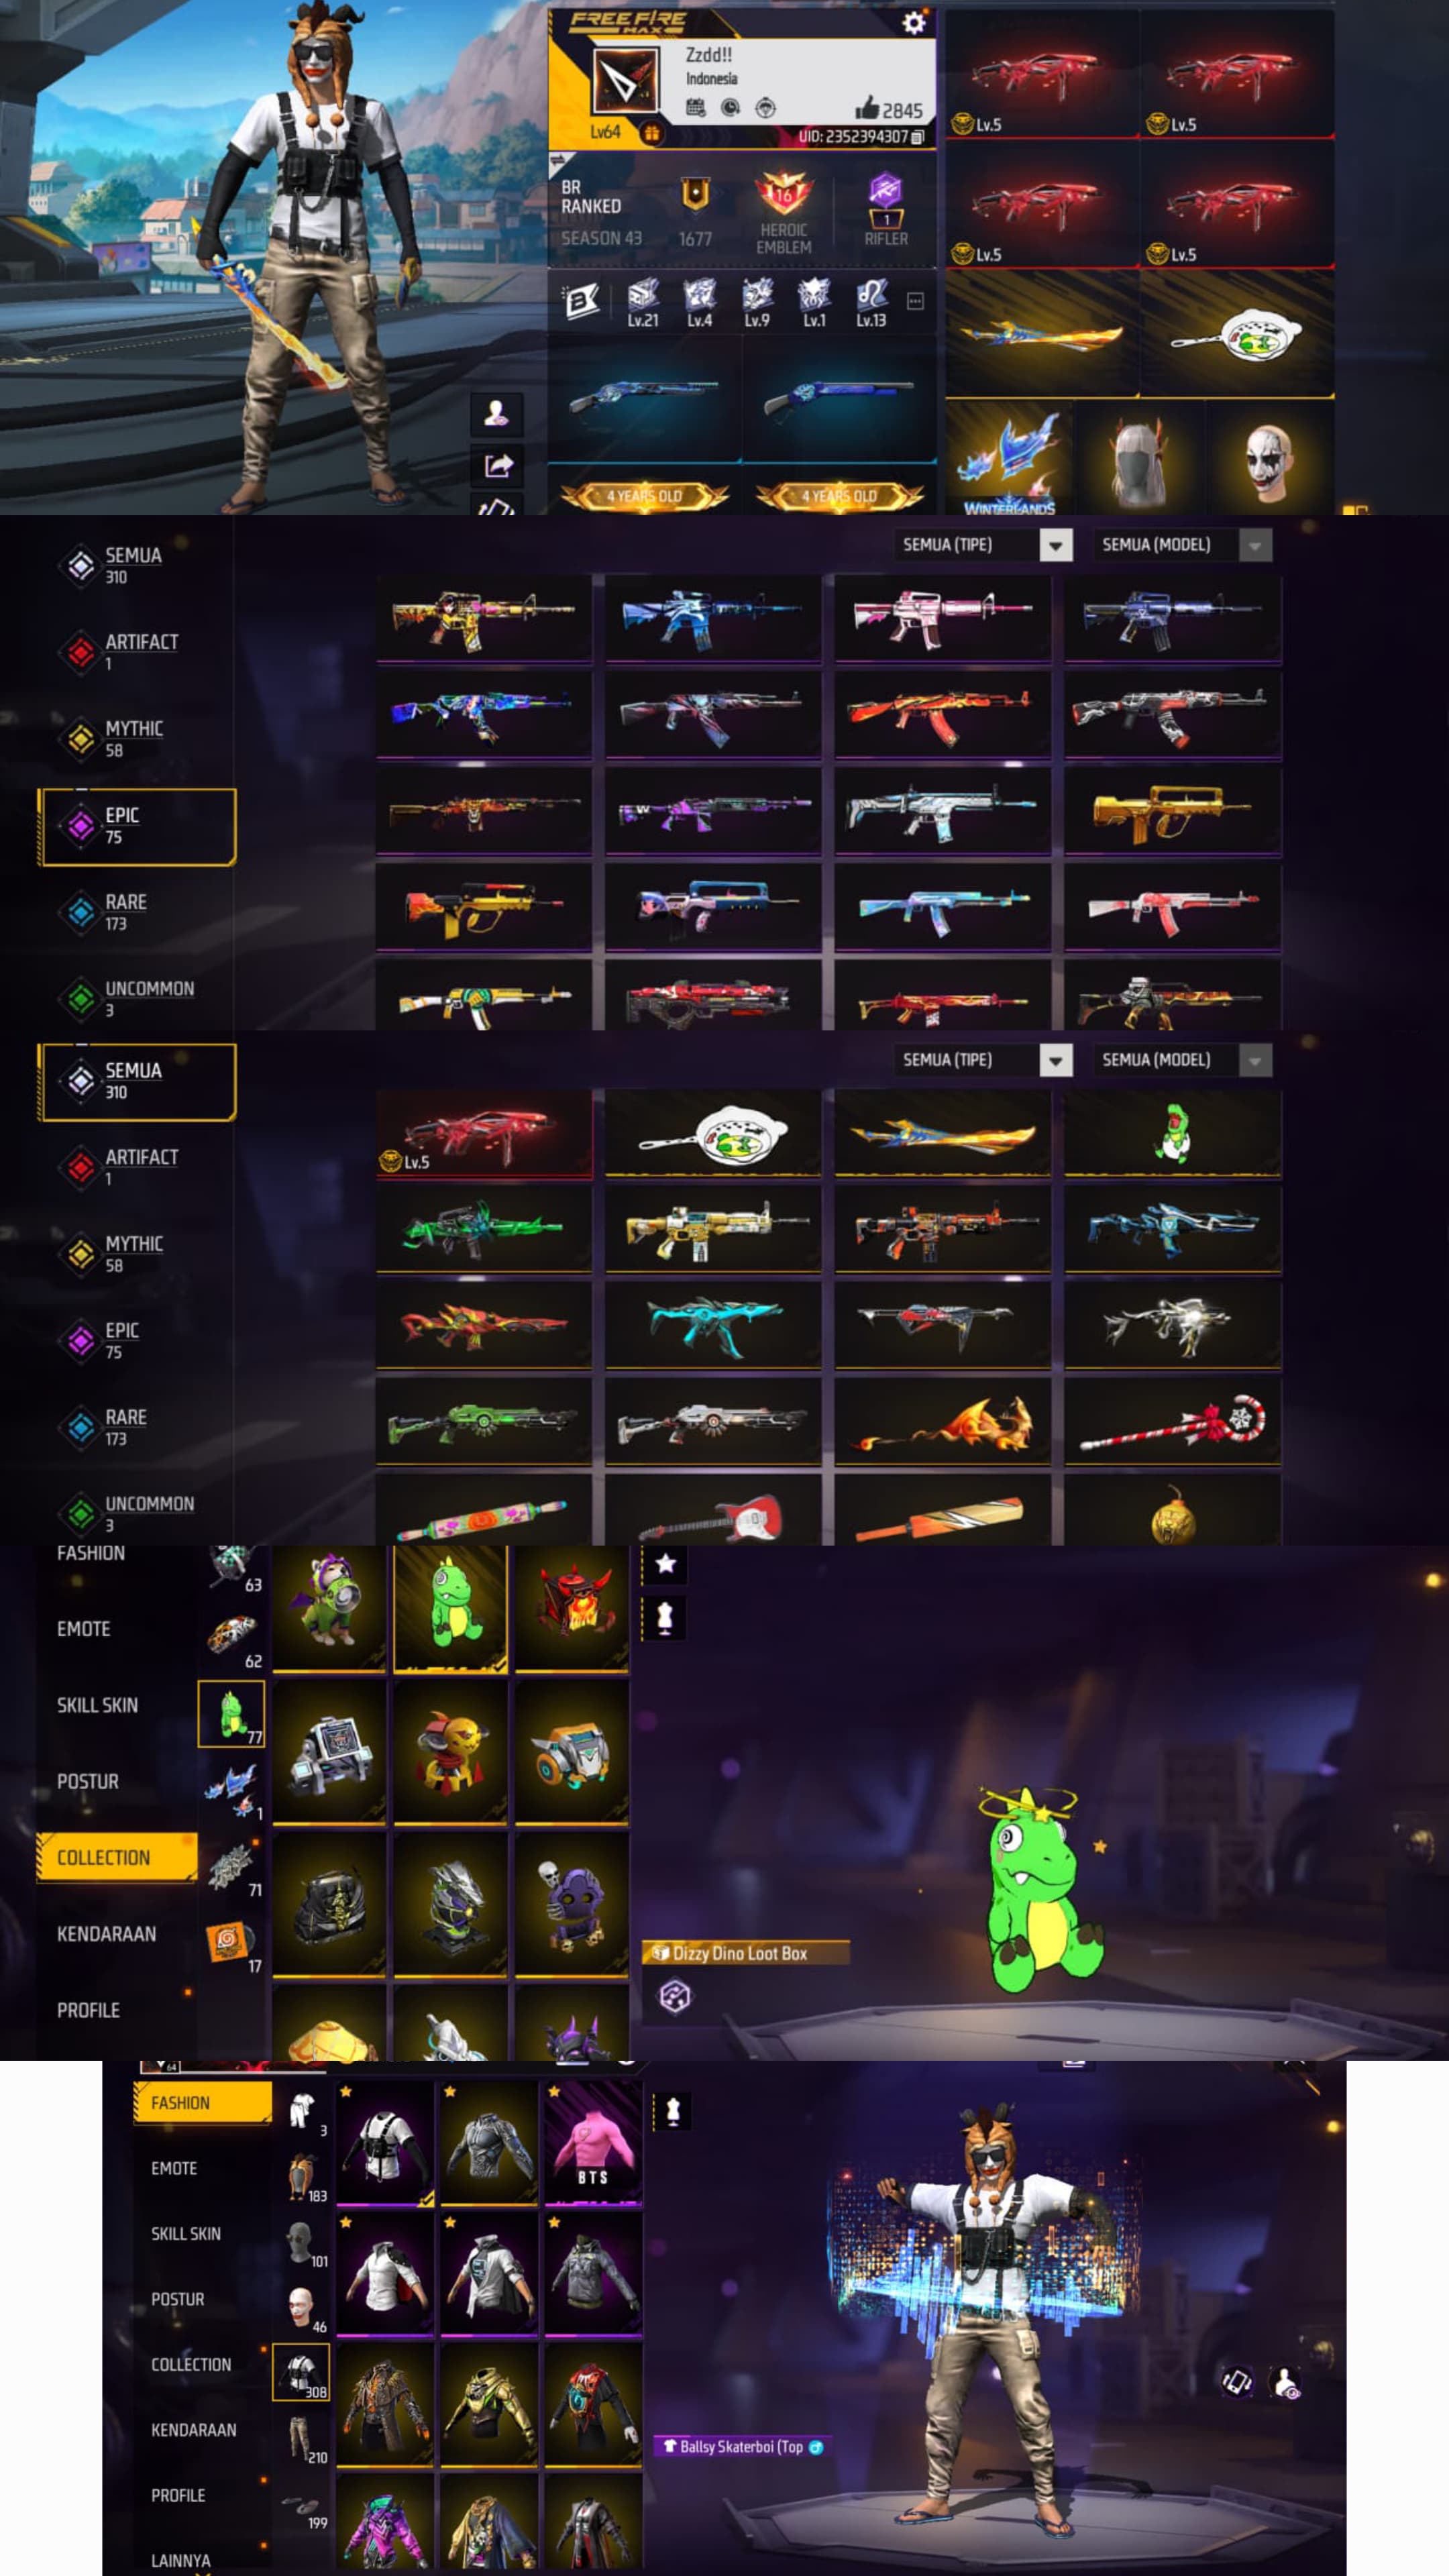 FREE FIRE
MAX
Zzdd!!
Indonesia
2845
Lv64
UID: 2352394307
BR
RANKED
SEASON 43
1677
16
HEROIC
EMBLEM
1
RIFLER
Lv.21
Lv.4
Lv.9
Lv.1
Lv.13
4 YEARS OLD
4 YEARS OLD
Lv.5
Lv.5
Lv.5
Lv.5
WINTERLANDS
SEMUA
310
ARTIFACT
1
MYTHIC
58
EPIC
75
RARE
173
UNCOMMON
3
SEMUA (TIPE)
SEMUA (MODEL)
SEMUA
310
ARTIFACT
1
MYTHIC
58
EPIC
75
RARE
173
UNCOMMON
3
SEMUA (TIPE)
SEMUA (MODEL)
Lv.5
FASHION
EMOTE
SKILL SKIN
POSTUR
COLLECTION
KENDARAAN
PROFILE
63
62
77
1
71
17
Dizzy Dino Loot Box
64
FASHION
EMOTE
SKILL SKIN
POSTUR
COLLECTION
KENDARAAN
PROFILE
LAINNYA
3
183
101
46
308
210
199
BTS
Ballsy Skaterboi (Top